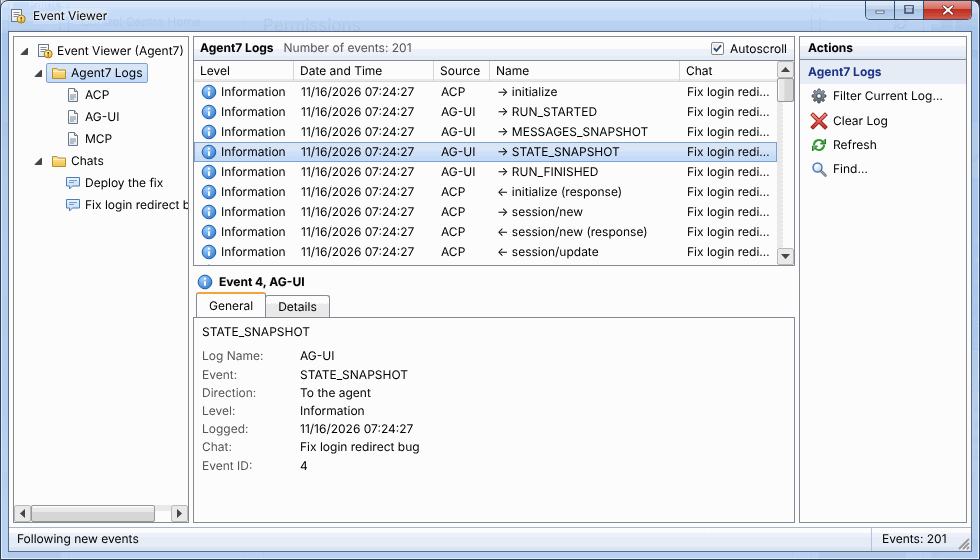 Event Viewer
Permissions
Event Viewer (Agent7)
Agent7 Logs
ACP
AG-UI
MCP
Chats
Deploy the fix
Fix login redirect b
Agent7 Logs Number of events: 201 Autoscroll
Level Date and Time Source Name Chat
Information 11/16/2026 07:24:27 ACP → initialize Fix login redi...
Information 11/16/2026 07:24:27 AG-UI → RUN_STARTED Fix login redi...
Information 11/16/2026 07:24:27 AG-UI → MESSAGES_SNAPSHOT Fix login redi...
Information 11/16/2026 07:24:27 AG-UI → STATE_SNAPSHOT Fix login redi...
Information 11/16/2026 07:24:27 AG-UI → RUN_FINISHED Fix login redi...
Information 11/16/2026 07:24:27 ACP ← initialize (response) Fix login redi...
Information 11/16/2026 07:24:27 ACP → session/new Fix login redi...
Information 11/16/2026 07:24:27 ACP ← session/new (response) Fix login redi...
Information 11/16/2026 07:24:27 ACP ← session/update Fix login redi...
Event 4, AG-UI
General Details
STATE_SNAPSHOT
Log Name: AG-UI
Event: STATE_SNAPSHOT
Direction: To the agent
Level: Information
Logged: 11/16/2026 07:24:27
Chat: Fix login redirect bug
Event ID: 4
Actions
Agent7 Logs
Filter Current Log...
Clear Log
Refresh
Find...
Following new events
Events: 201